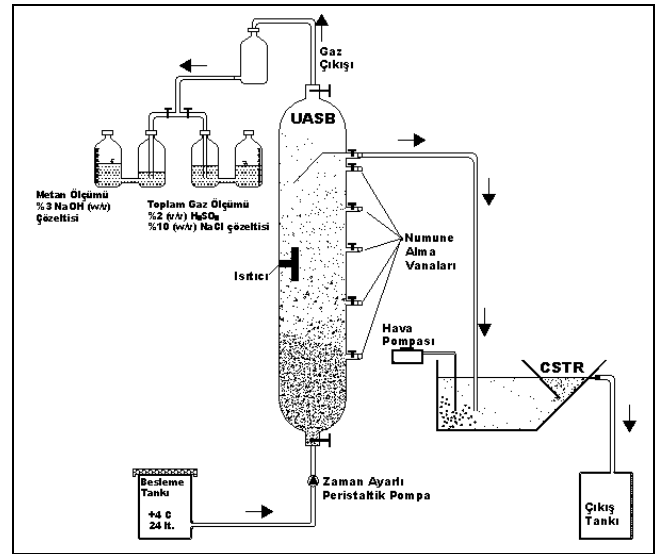 Gaz
Çıkışı
UASB
Metan Ölçümü
%3 NaOH (w/v)
Çözeltisi
Toplam Gaz Ölçümü
%2 (v/v)
%10 (w/v) NaCl çözeltisi
Isıtıcı
Numune
Alma
Vanaları
Hava
Pompası
CSTR
Besleme
Tankı
+4 C
24 lt.
Zaman Ayarlı
Peristaltik Pompa
Çıkış
Tankı